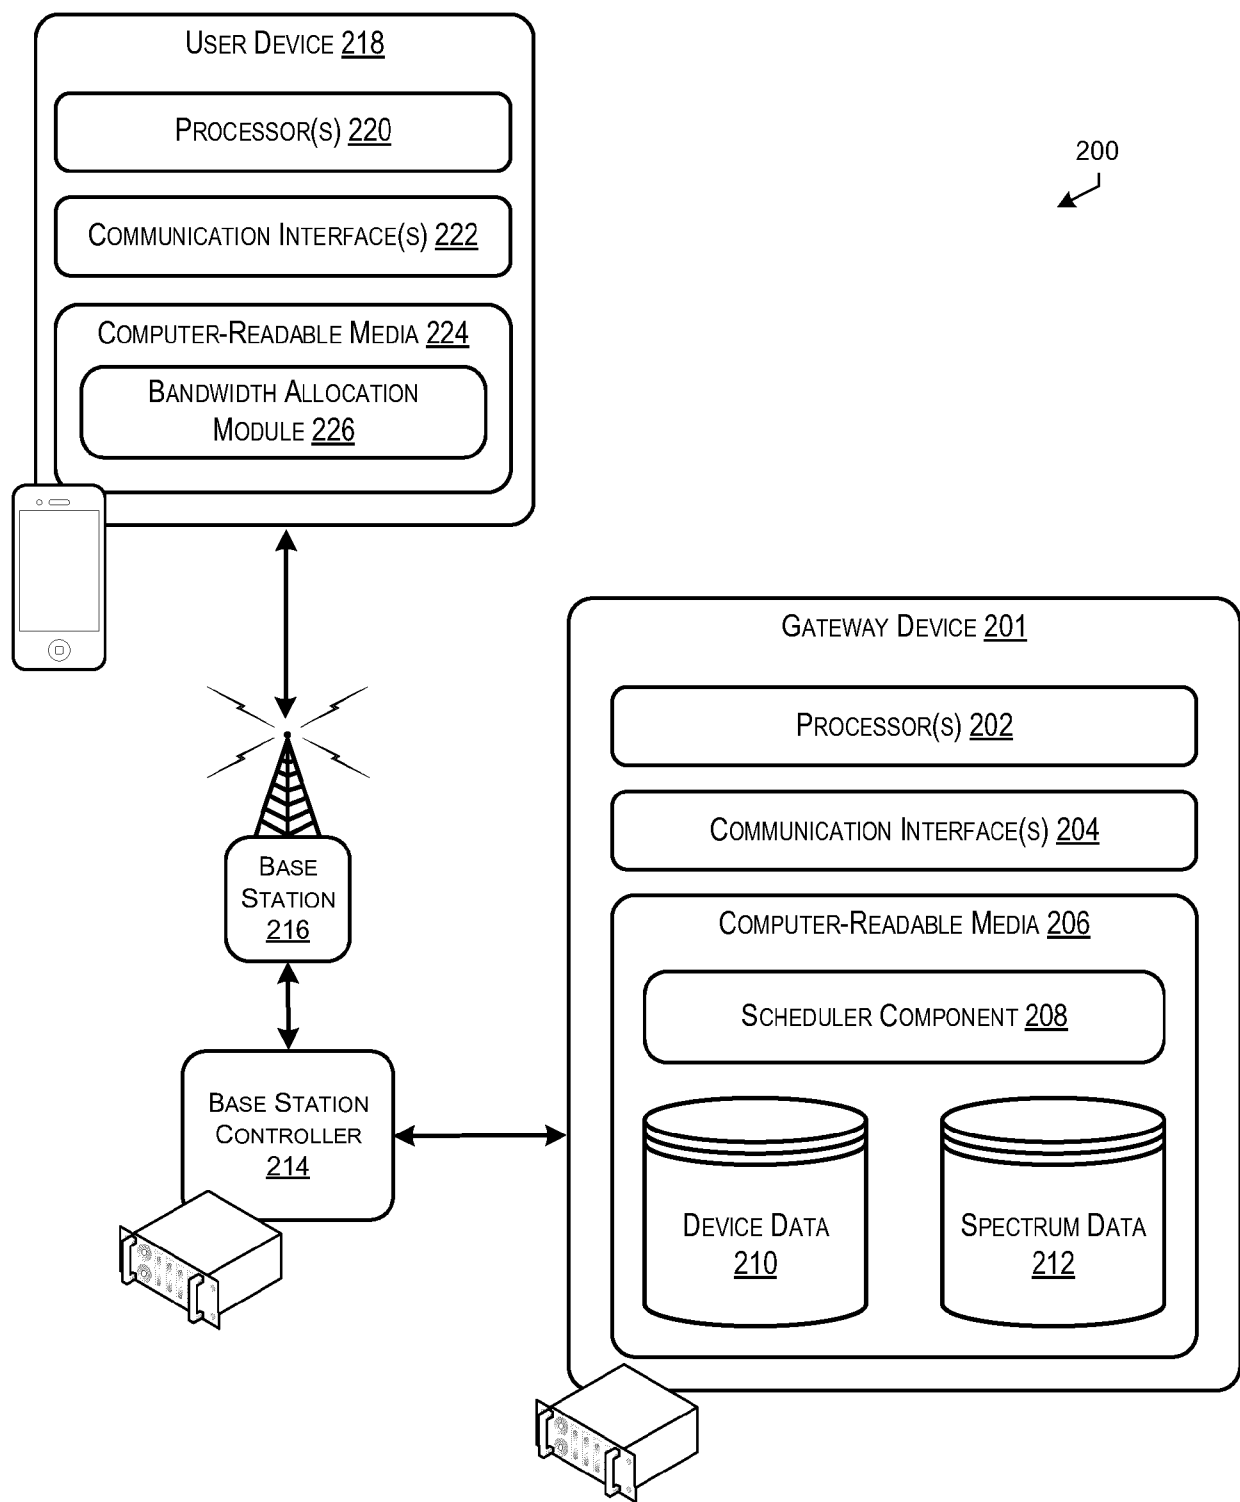 USER DEVICE 218
PROCESSOR(S) 220
COMMUNICATION INTERFACE(S) 222
COMPUTER-READABLE MEDIA 224
BANDWIDTH ALLOCATION
MODULE 226
200
GATEWAY DEVICE 201
PROCESSOR(S) 202
COMMUNICATION INTERFACE(S) 204
COMPUTER-READABLE MEDIA 206
SCHEDULER COMPONENT 208
DEVICE DATA
210
SPECTRUM DATA
212
BASE
STATION
216
BASE STATION
CONTROLLER
214